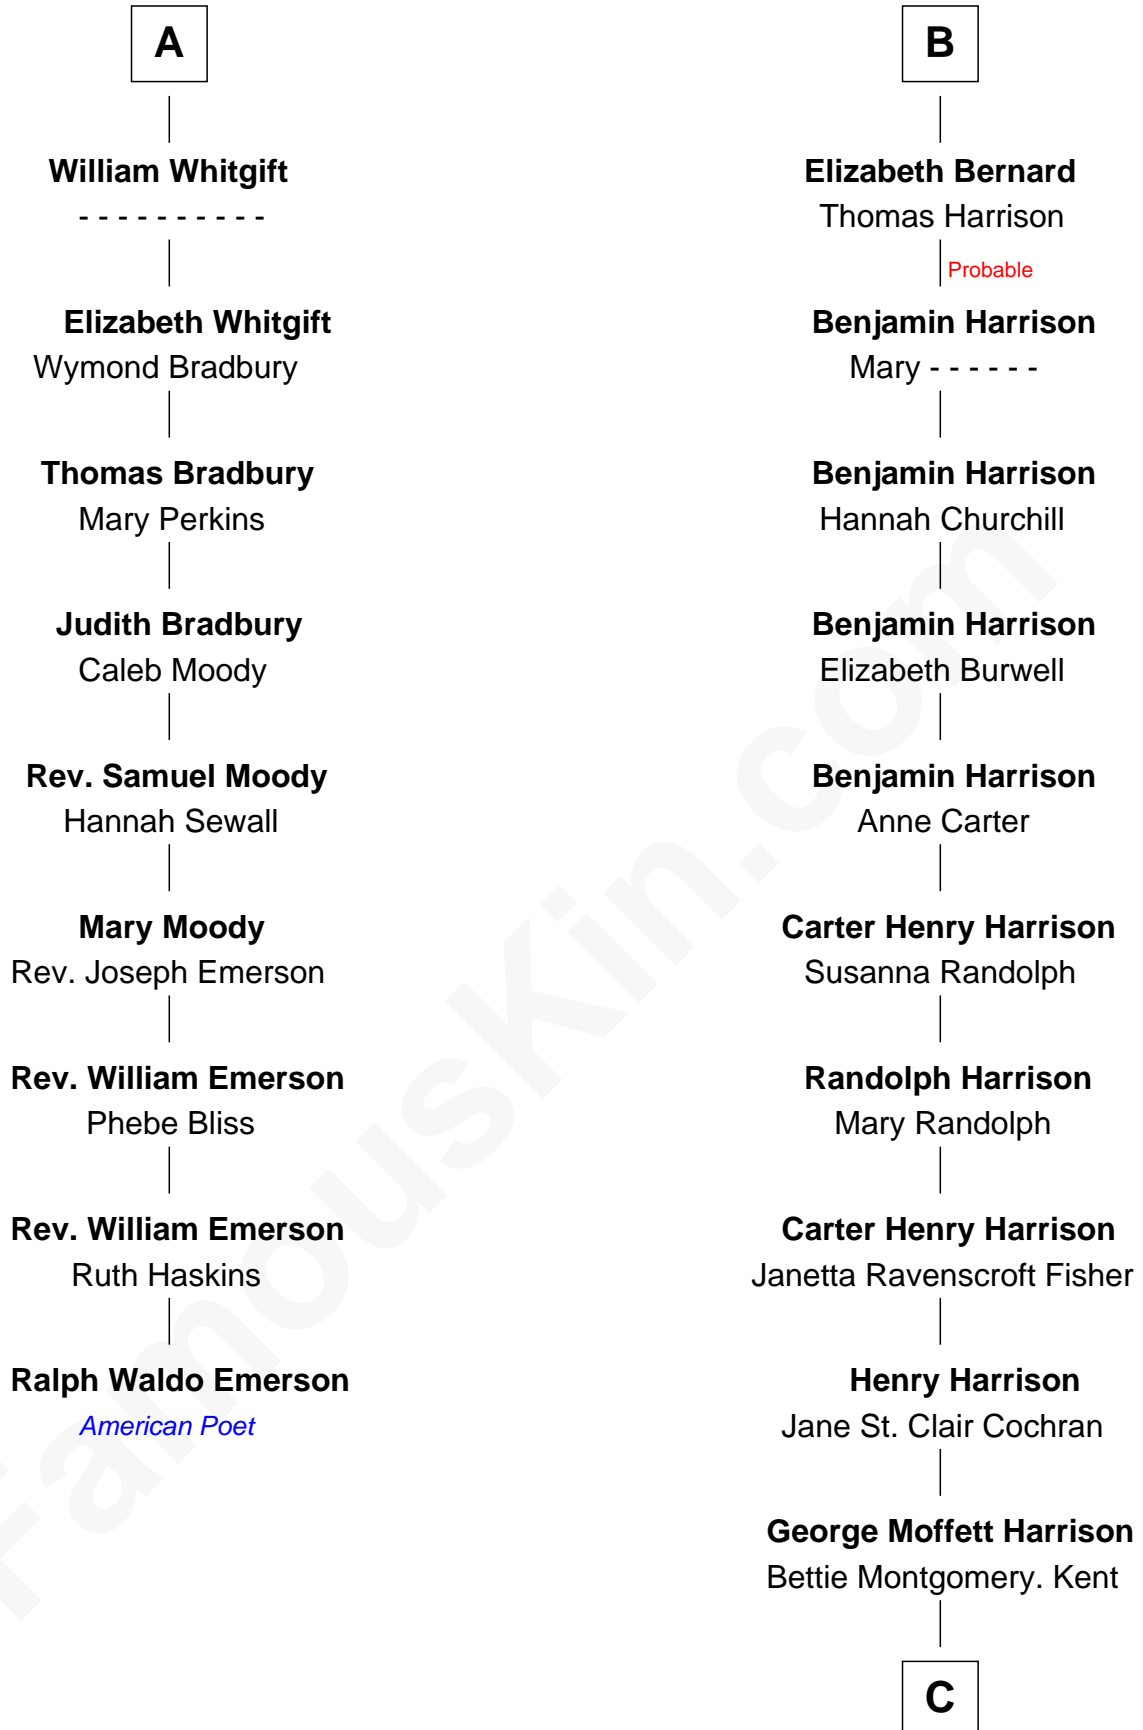 A
William Whitgift
- - - - - - - - - -
Elizabeth Whitgift
Wymond Bradbury
Thomas Bradbury
Mary Perkins
Judith Bradbury
Caleb Moody
Rev. Samuel Moody
Hannah Sewall
Mary Moody
Rev. Joseph Emerson
Rev. William Emerson
Phebe Bliss
Rev. William Emerson
Ruth Haskins
Ralph Waldo Emerson
American Poet
B
Elizabeth Bernard
Thomas Harrison
Probable
Benjamin Harrison
Mary - - - - - -
Benjamin Harrison
Hannah Churchill
Benjamin Harrison
Elizabeth Burwell
Benjamin Harrison
Anne Carter
Carter Henry Harrison
Susanna Randolph
Randolph Harrison
Mary Randolph
Carter Henry Harrison
Janetta Ravenscroft Fisher
Henry Harrison
Jane St. Clair Cochran
George Moffett Harrison
Bettie Montgomery. Kent
C
FamousKin.com